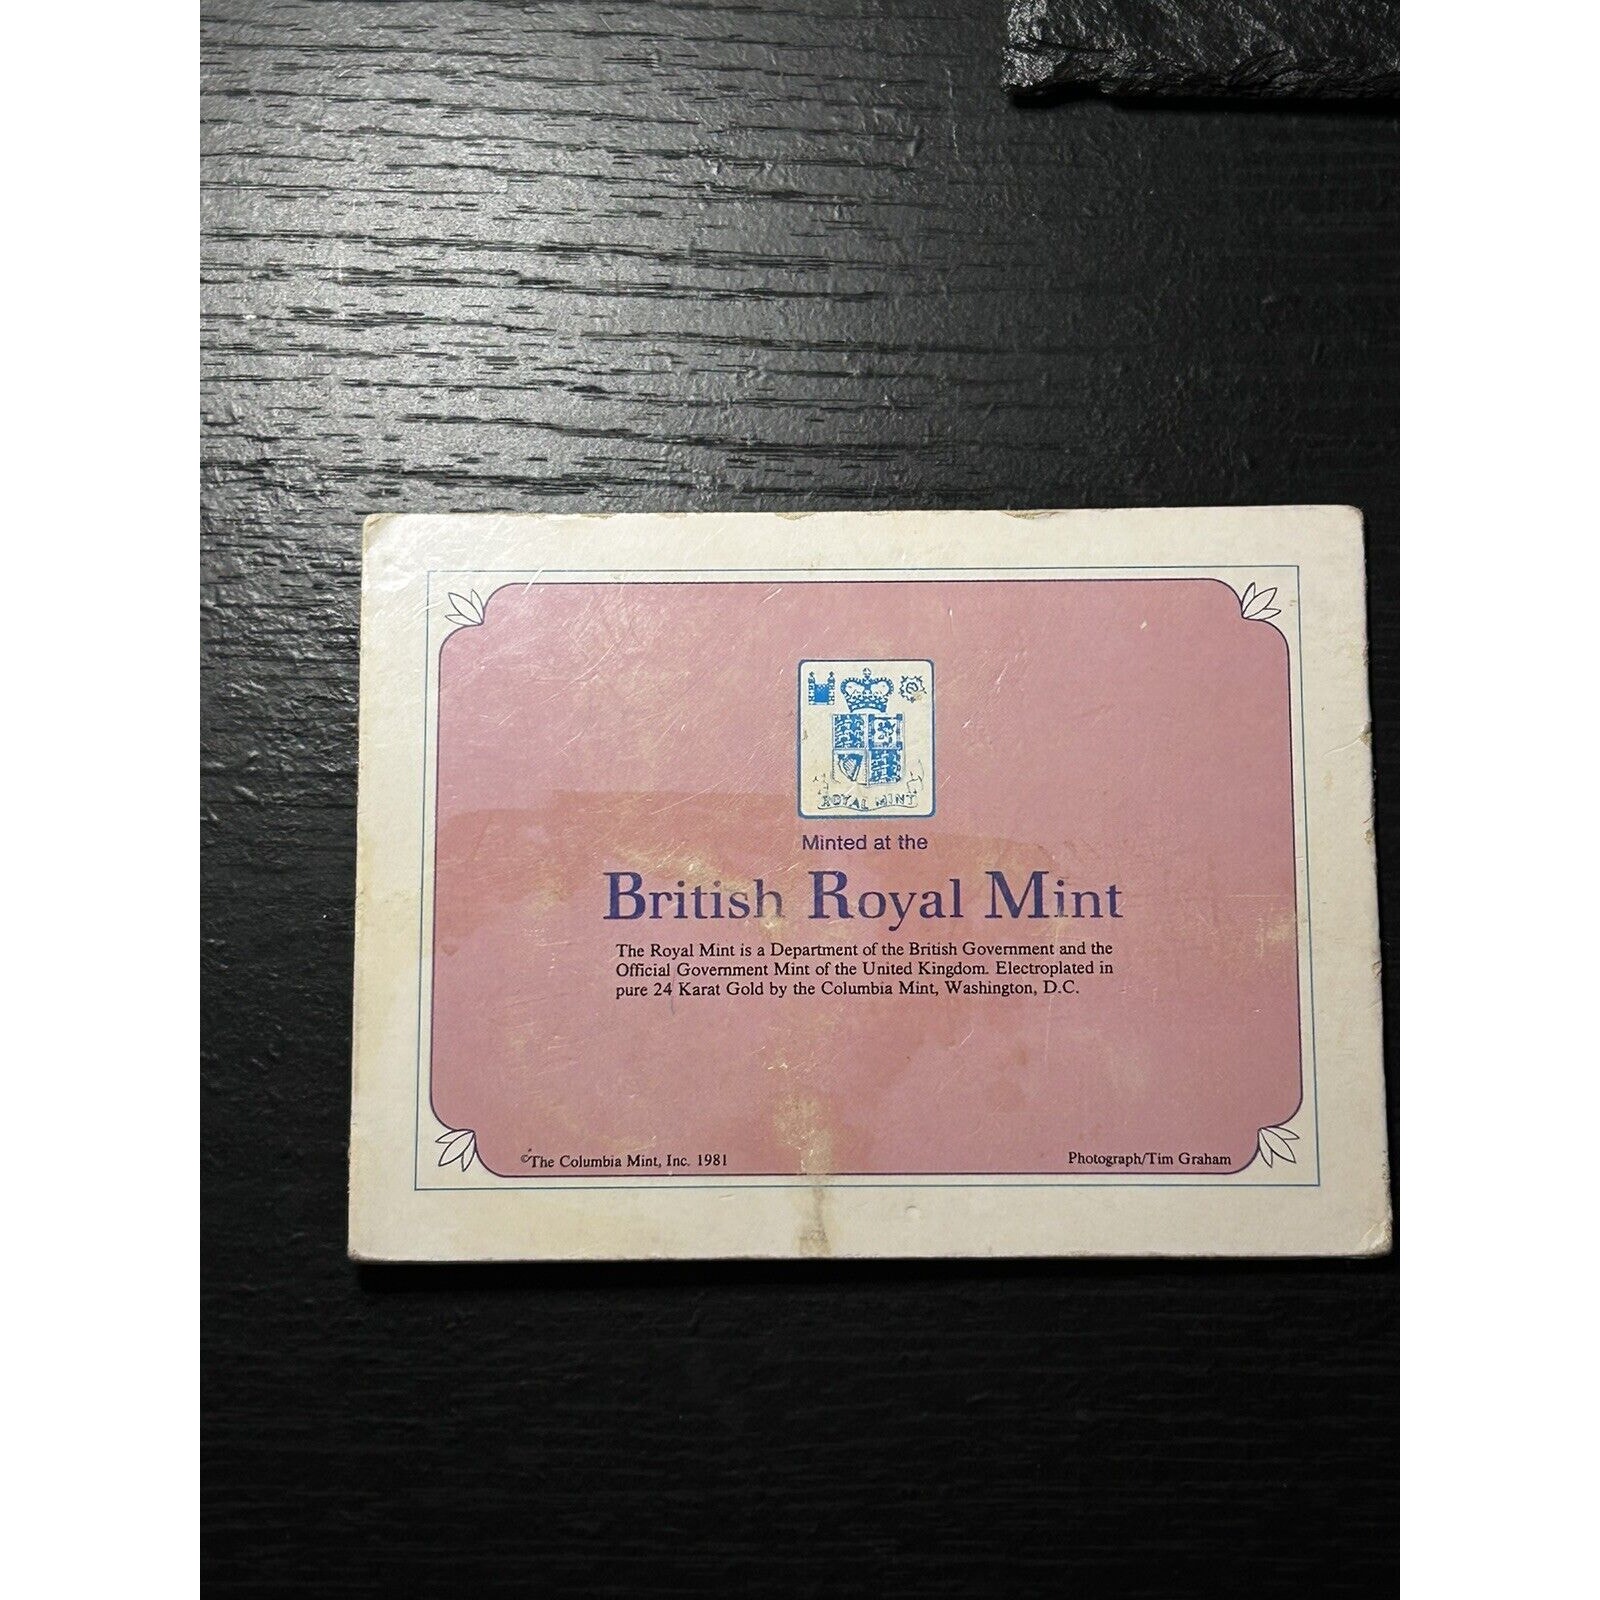 ROYAL MINT
Minted at the
British Royal Mint
The Royal Mint is a Department of the British Government and the
Official Government Mint of the United Kingdom. Electroplated in
pure 24 Karat Gold by the Columbia Mint, Washington, D.C.
©The Columbia Mint, Inc. 1981
Photograph/Tim Graham